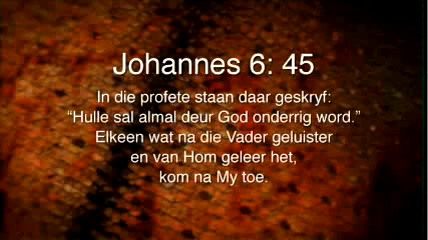 Johannes 6: 45
In die profete staan daar geskryf:
“Hulle sal almal deur God onderrig word.”
Elkeen wat na die Vader geluister
en van Hom geleer het,
kom na My toe.